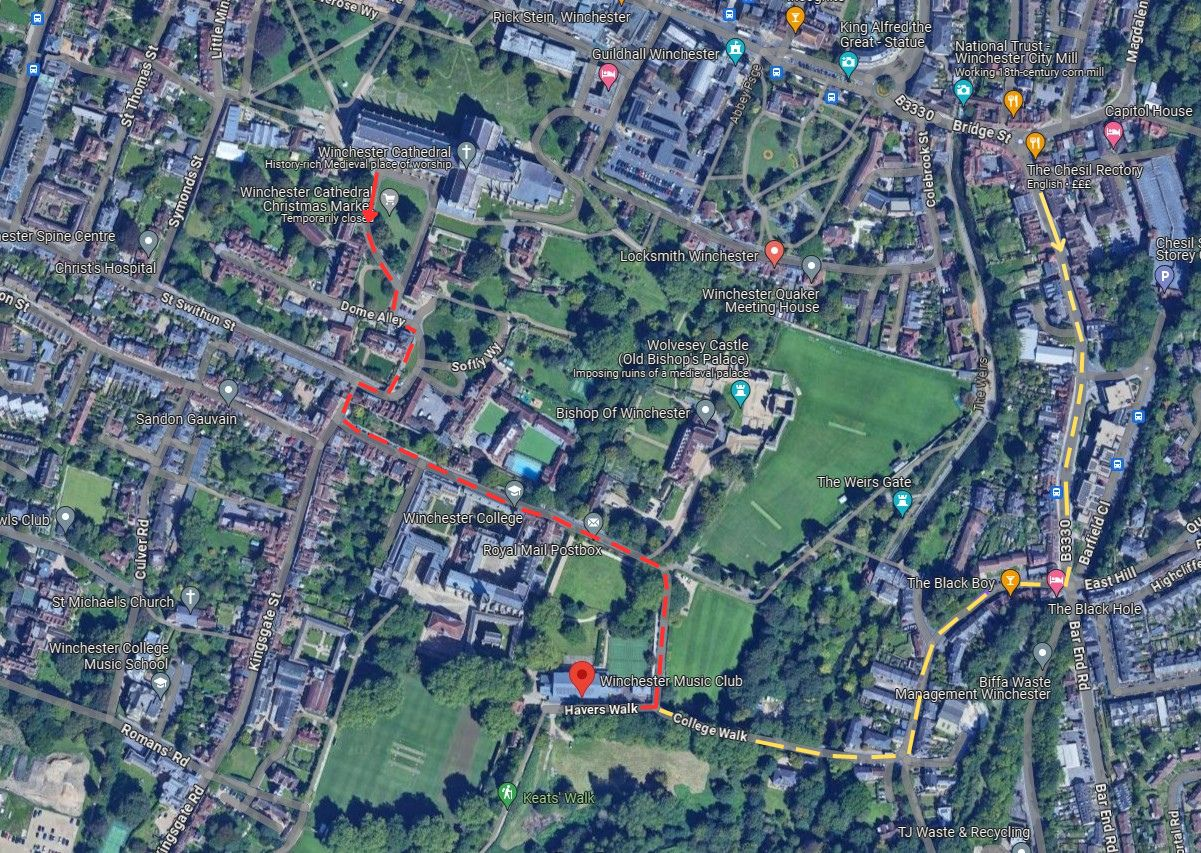 Rick Stein, Winchester
King Alfred the
Great - Statue
Guildhall Winchester
National Trust -
Winchester City Mill
Working 18th-century corn mill
St Thomas St
Abbey Psge
B3330
Bridge St
Capitol House
Winchester Cathedral
History-rich Medieval place of worship
The Chesil Rectory
English · £££
Colebrook St
Symonds St
Winchester Cathedral
Christmas Market
Temporarily closed
Christ's Hospital
Locksmith Winchester
Winchester Quaker
Meeting House
St Swithun St
Dome Alley
Wolvesey Castle
(Old Bishop's Palace)
Imposing ruins of a medieval palace
The Weirs
Bishop Of Winchester
Sandon Gauvain
The Weirs Gate
Winchester College
Royal Mail Postbox
Culver Rd
B3330
Barfield Cl
The Black Boy
East Hill
The Black Hole
St Michael's Church
Kingsgate St
Winchester College
Music School
Bar End Rd
Winchester Music Club
Biffa Waste
Management Winchester
Havers Walk
College Walk
Romans' Rd
Keats' Walk
Bar End Rd
TJ Waste & Recycling